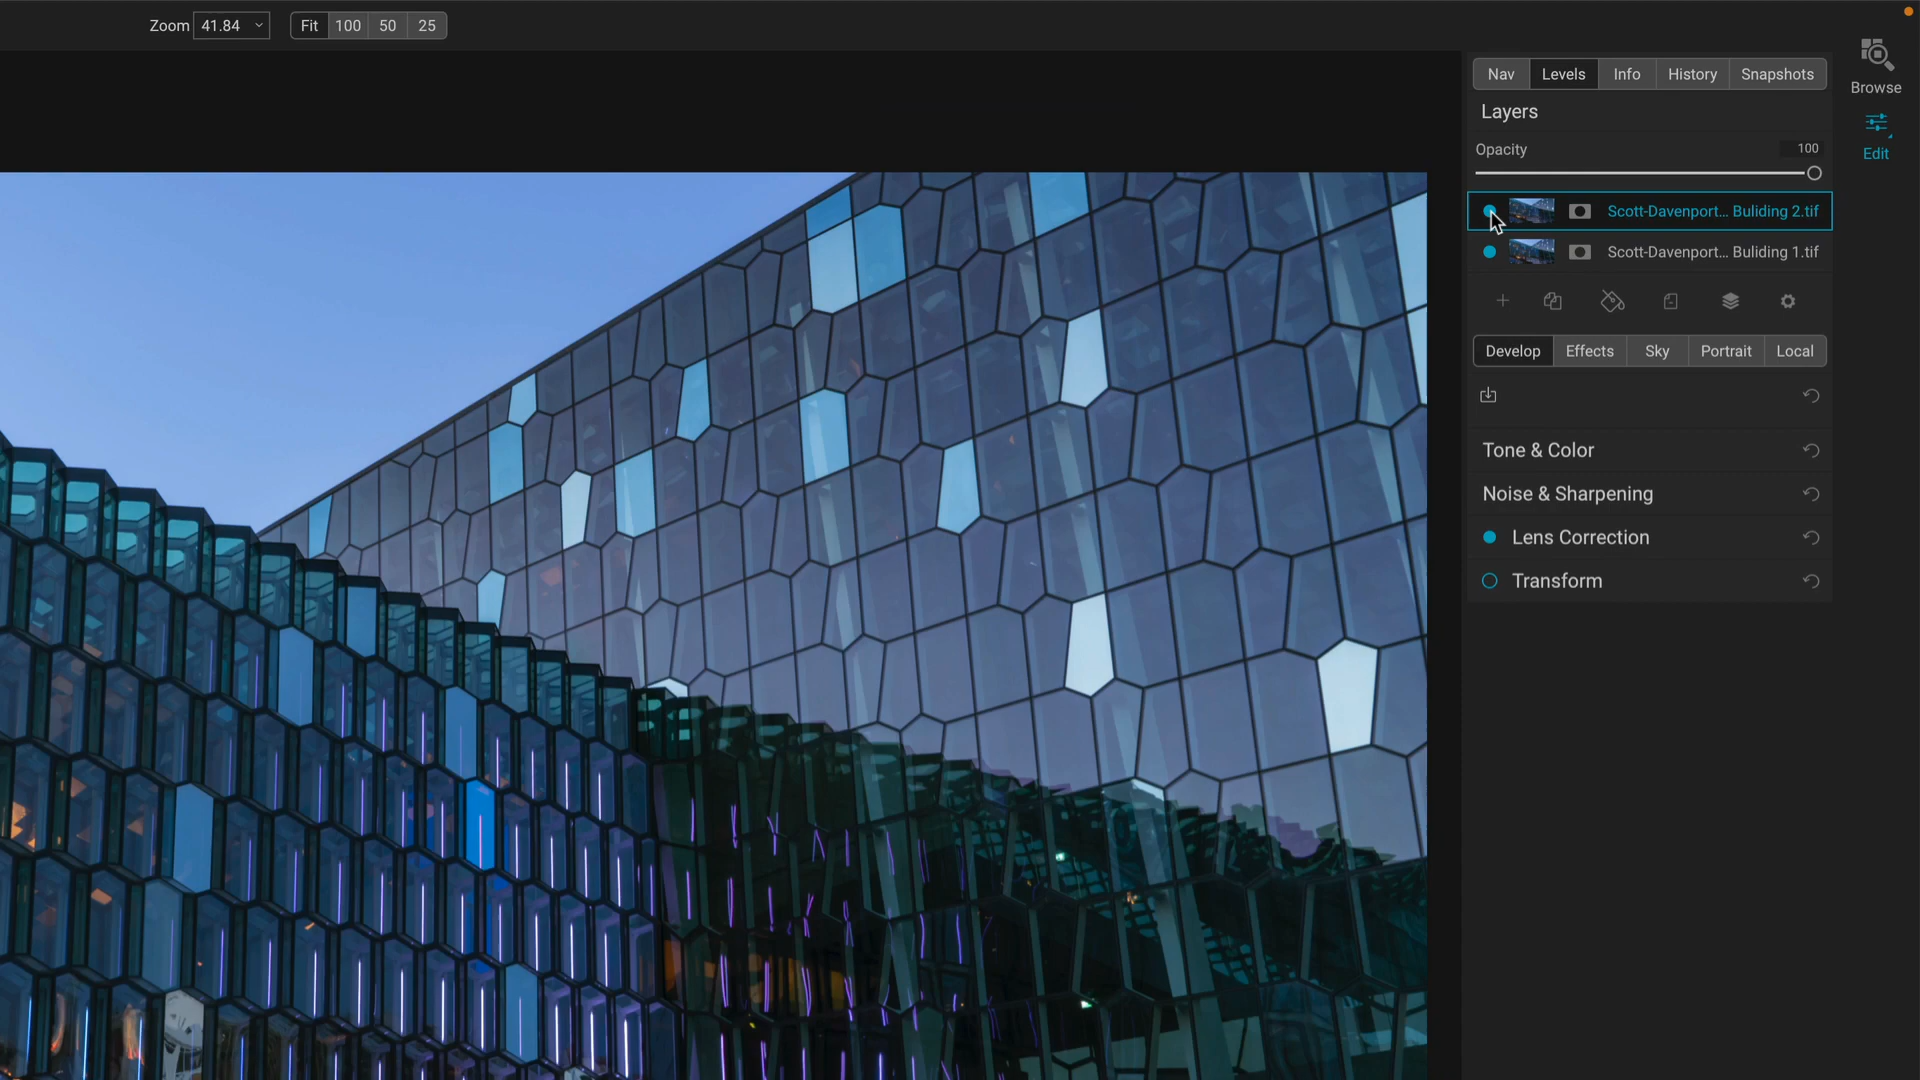 Zoom 41.84 Fit 100 50 25
Browse
Edit
Nav Levels Info History Snapshots
Layers
Opacity 100
Scott-Davenport... Buliding 2.tif
Scott-Davenport... Buliding 1.tif
Develop Effects Sky Portrait Local
Tone & Color
Noise & Sharpening
Lens Correction
Transform